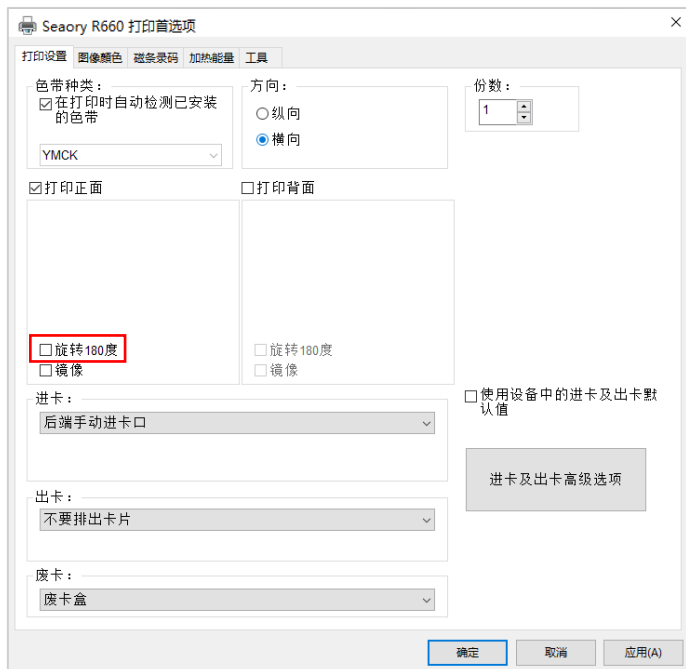 Seaory R660 打印首选项
打印设置 图像颜色 磁条录码 加热能量 工具
色带种类：
在打印时自动检测已安装
的色带
YMCK
方向：
纵向
横向
份数：
1
打印正面
打印背面
旋转180度
镜像
旋转180度
镜像
进卡：
后端手动进卡口
使用设备中的进卡及出卡默
认值
进卡及出卡高级选项
出卡：
不要排出卡片
废卡：
废卡盒
确定 取消 应用(A)